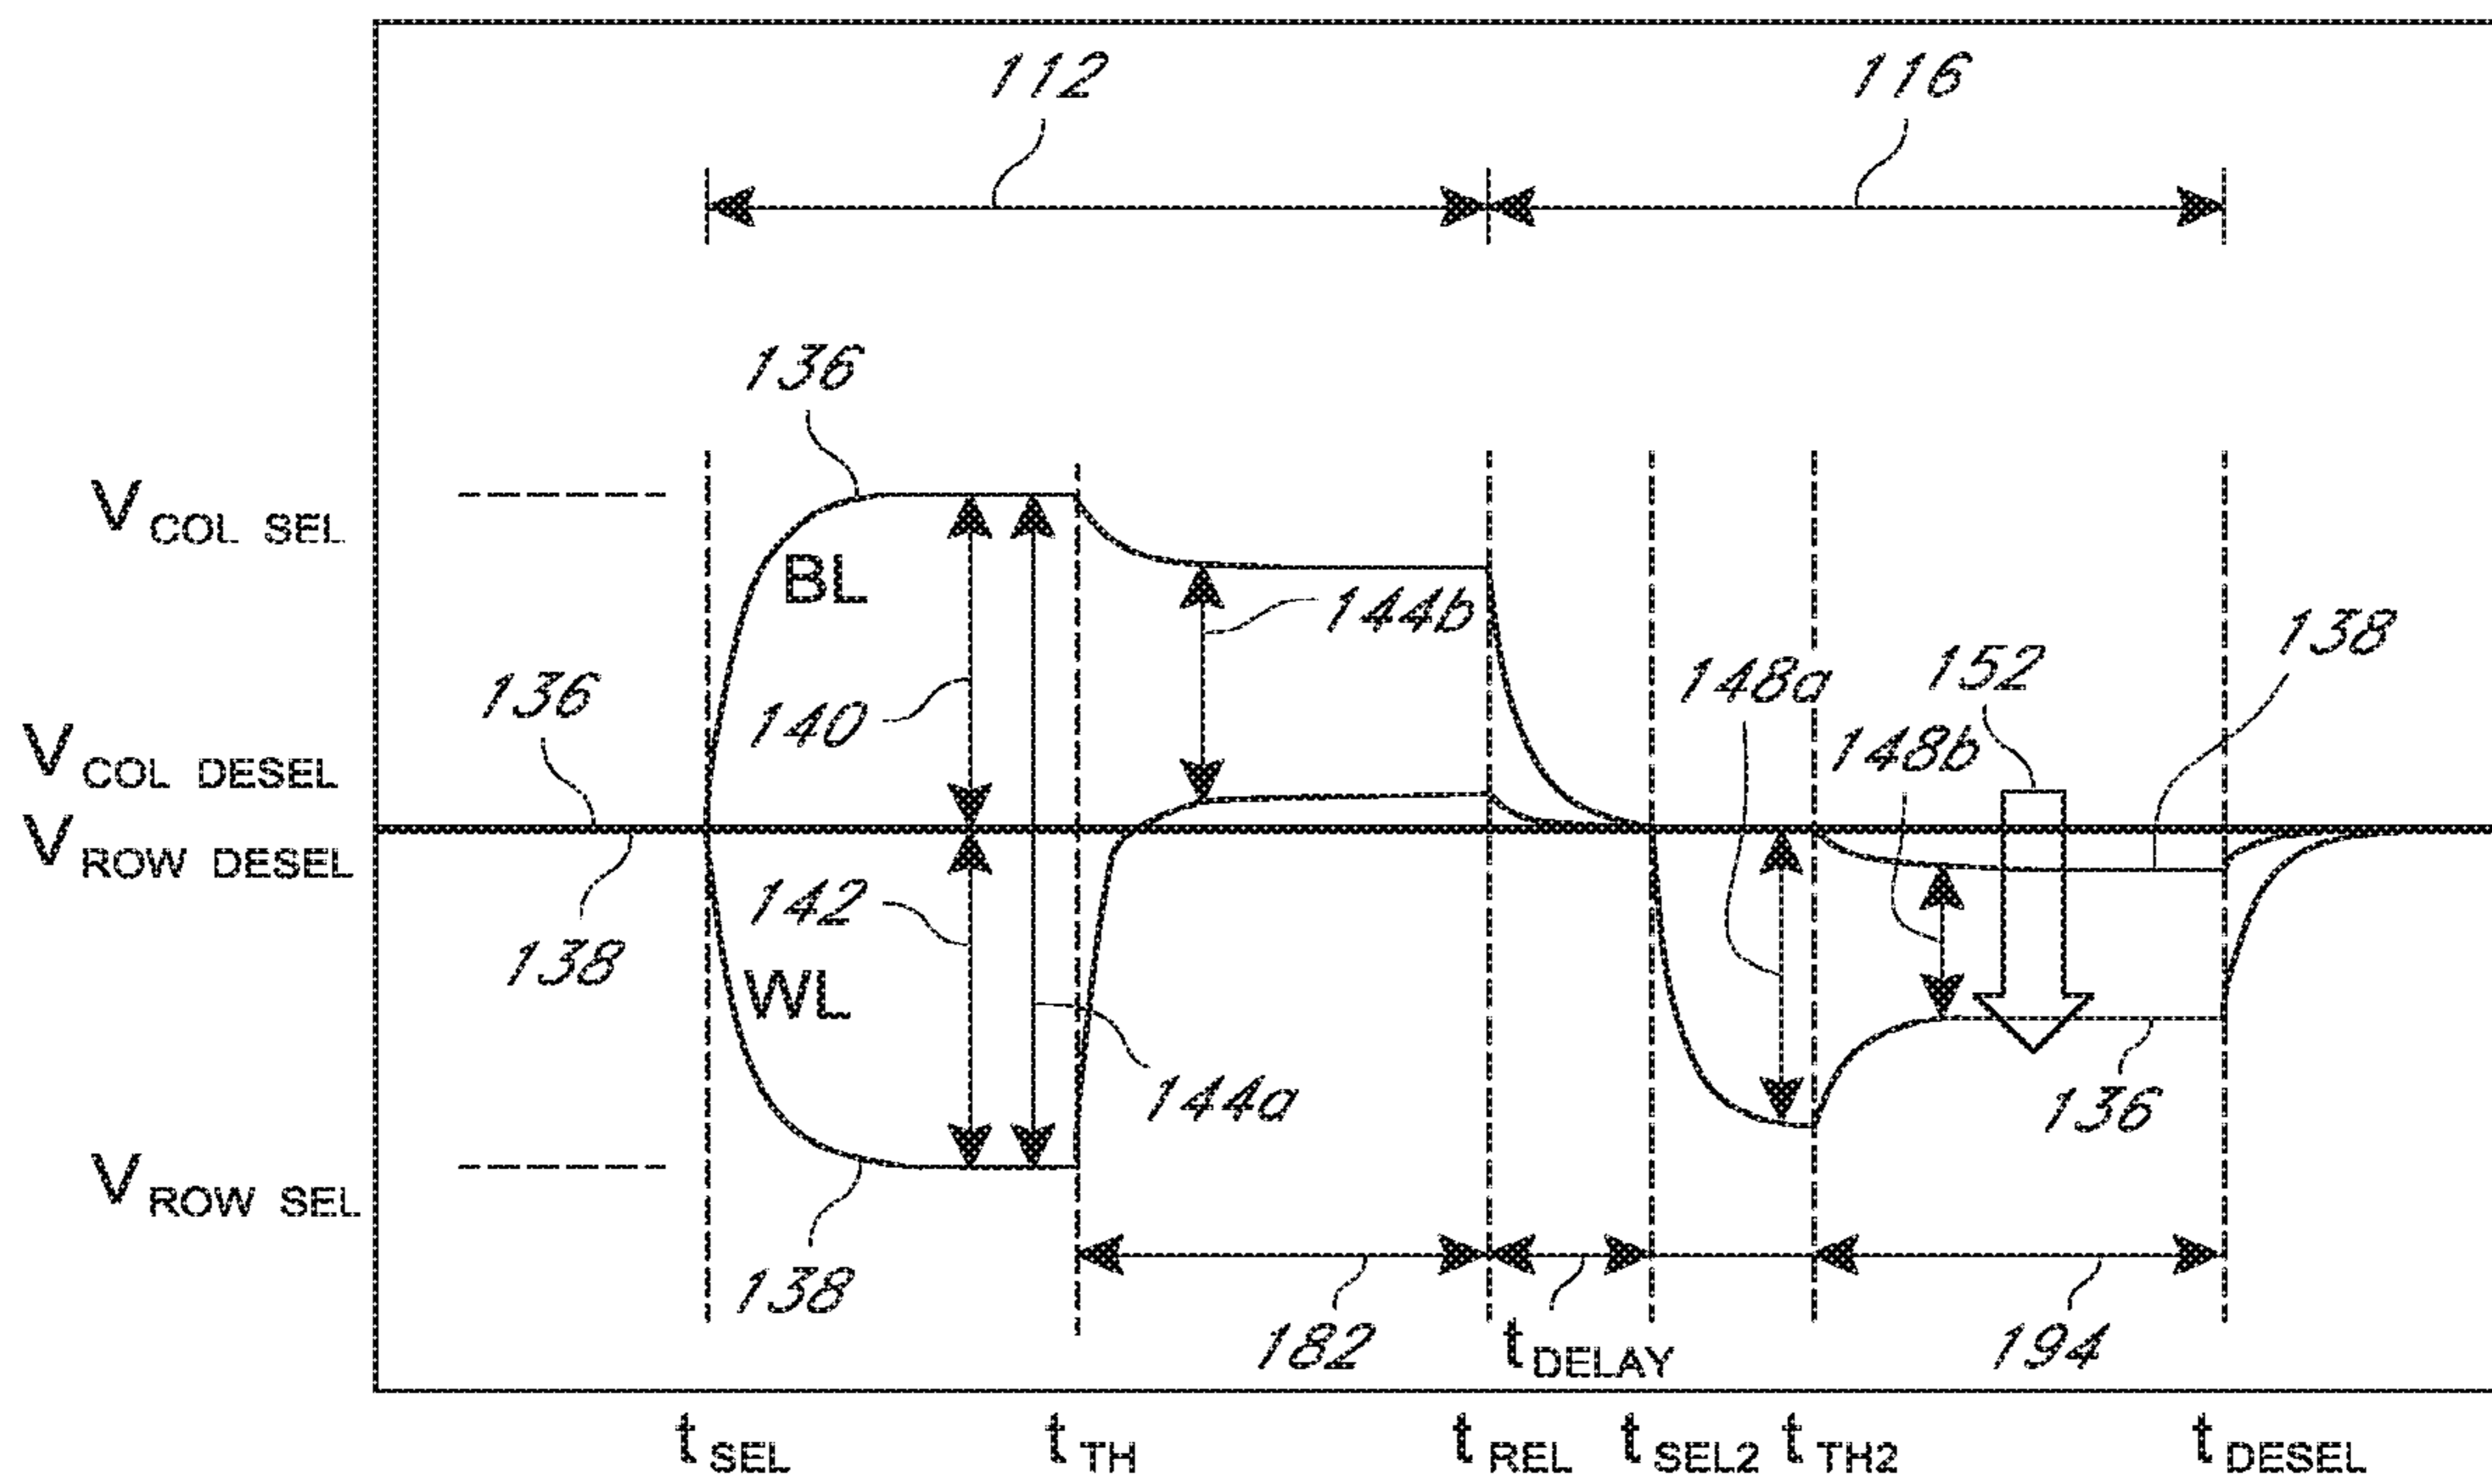 112
116
136
V COL SEL
BL
144b
138
136
140
148a
152
148b
V COL DESEL
V ROW DESEL
142
138
WL
144a
136
V ROW SEL
138
182
t DELAY
194
t SEL
t TH
t REL
t SEL2
t TH2
t DESEL